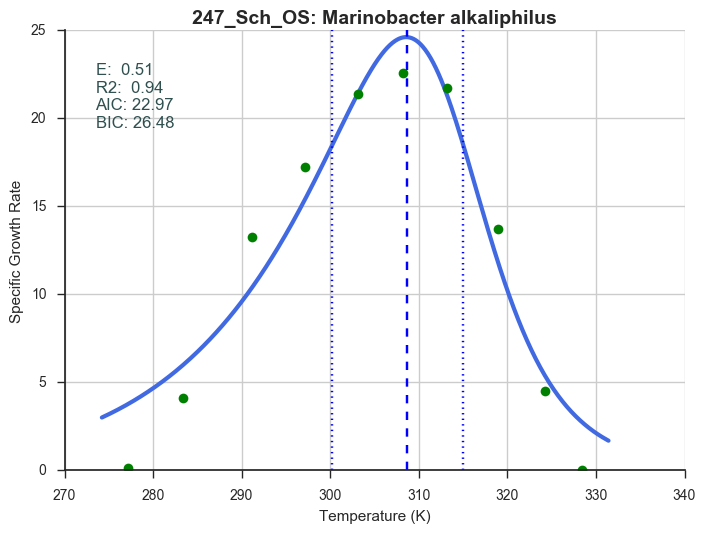 247_Sch_OS: Marinobacter alkaliphilus
E:  0.51
R2:  0.94
AIC: 22.97
BIC: 26.48
Specific Growth Rate
25
20
15
10
5
0
270 280 290 300 310 320 330 340
Temperature (K)